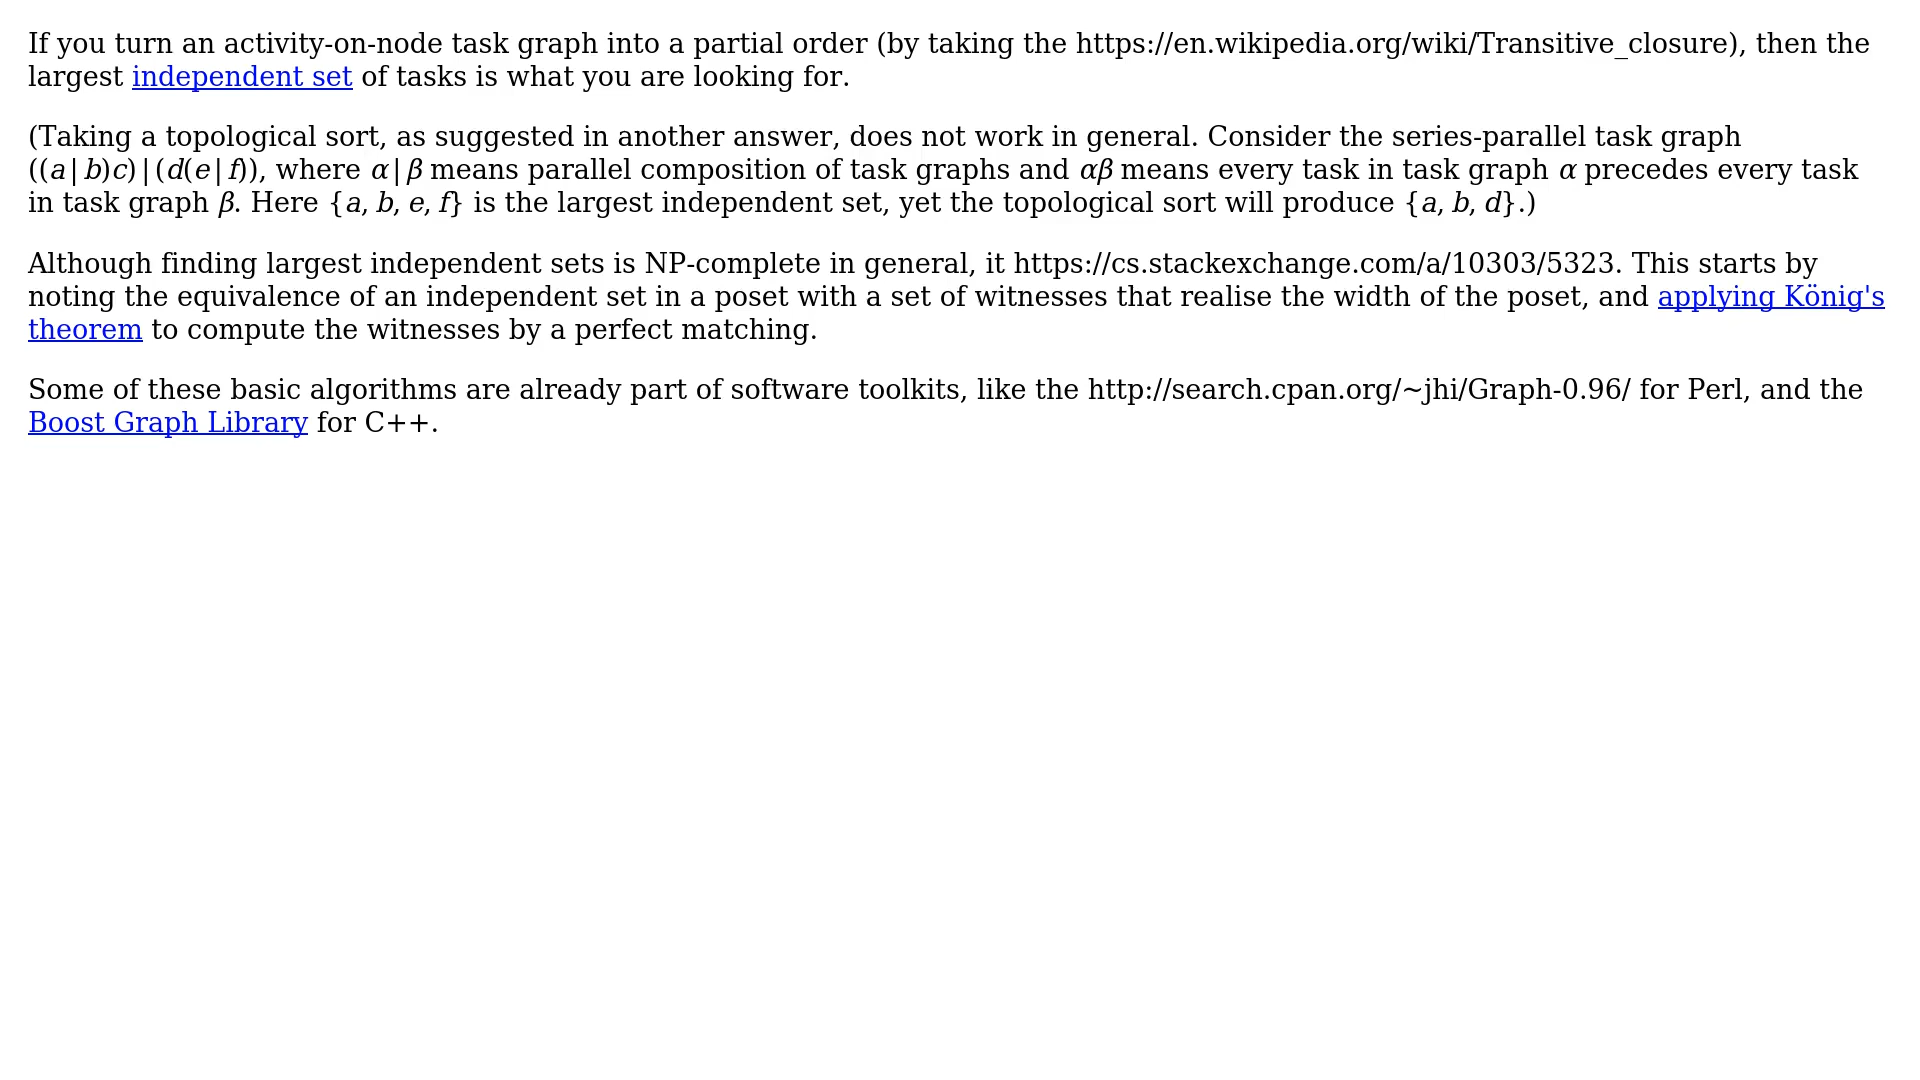 If you turn an activity-on-node task graph into a partial order (by taking the https://en.wikipedia.org/wiki/Transitive_closure), then the
largest independent set of tasks is what you are looking for.
(Taking a topological sort, as suggested in another answer, does not work in general. Consider the series-parallel task graph
((a | b)c) | (d(e | f)), where α | β means parallel composition of task graphs and αβ means every task in task graph α precedes every task
in task graph β. Here {a, b, e, f} is the largest independent set, yet the topological sort will produce {a, b, d}.)
Although finding largest independent sets is NP-complete in general, it https://cs.stackexchange.com/a/10303/5323. This starts by
noting the equivalence of an independent set in a poset with a set of witnesses that realise the width of the poset, and applying König's
theorem to compute the witnesses by a perfect matching.
Some of these basic algorithms are already part of software toolkits, like the http://search.cpan.org/~jhi/Graph-0.96/ for Perl, and the
Boost Graph Library for C++.